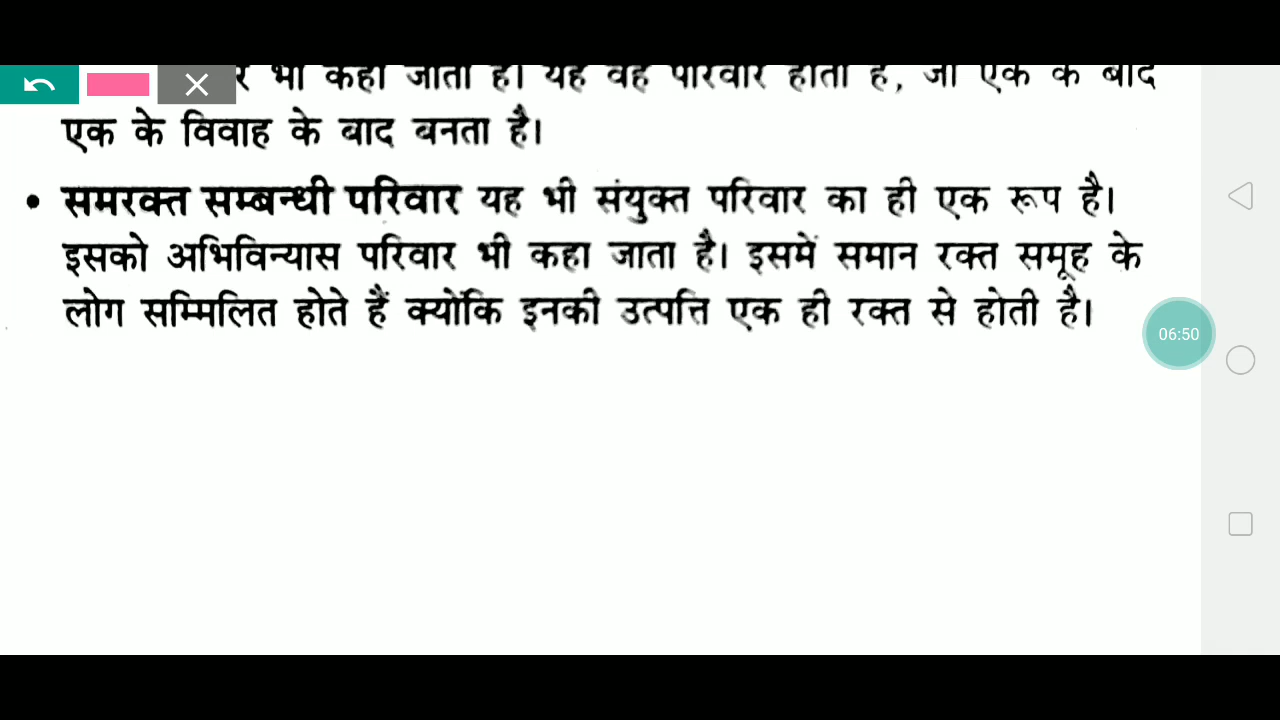 भी कहा जाता है। यह वह परिवार होता है, जो एक के बाद
एक के विवाह के बाद बनता है।
• समरक्त सम्बन्धी परिवार यह भी संयुक्त परिवार का ही एक रूप है।
इसको अभिविन्यास परिवार भी कहा जाता है। इसमें समान रक्त समूह के
लोग सम्मिलित होते हैं क्योंकि इनकी उत्पत्ति एक ही रक्त से होती है।
06:50